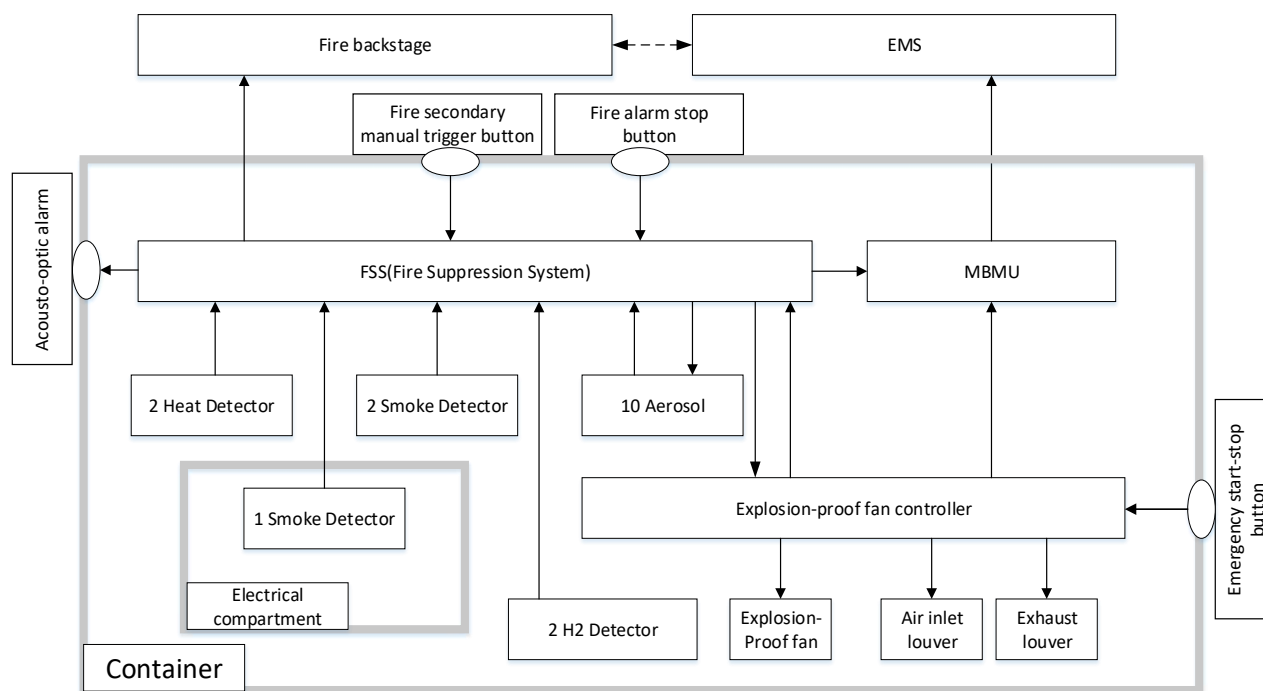 Fire backstage
EMS
Fire secondary
manual trigger button
Fire alarm stop
button
Acousto-optic alarm
FSS(Fire Suppression System)
MBMU
2 Heat Detector
2 Smoke Detector
10 Aerosol
Emergency start-stop
button
1 Smoke Detector
Explosion-proof fan controller
Electrical
compartment
2 H2 Detector
Explosion-
Proof fan
Air inlet
louver
Exhaust
louver
Container